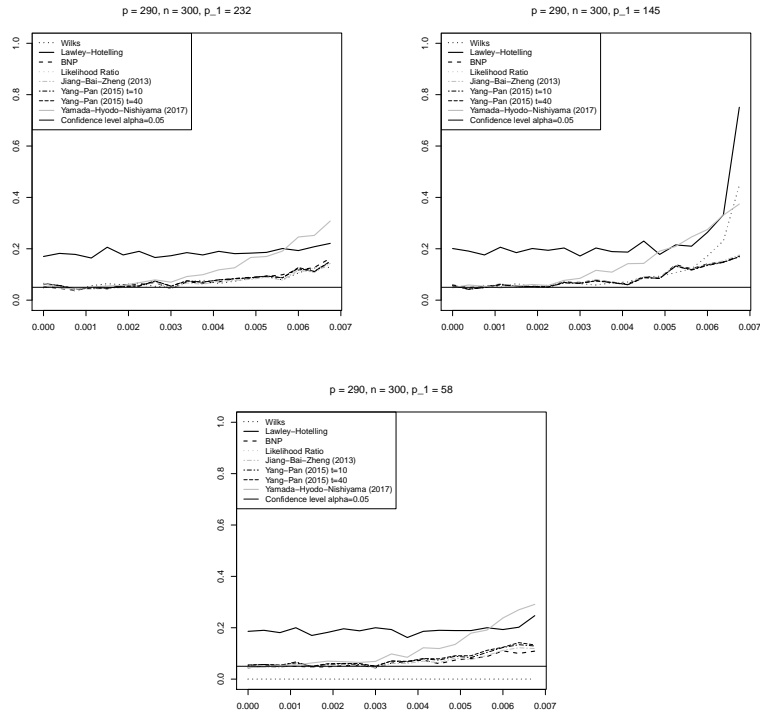 p = 290, n = 300, p_1 = 232
1.0
0.8
0.6
0.4
0.2
0.0
Wilks
Lawley−Hotelling
BNP
Likelihood Ratio
Jiang−Bai−Zheng (2013)
Yang−Pan (2015) t=10
Yang−Pan (2015) t=40
Yamada−Hyodo−Nishiyama (2017)
Confidence level alpha=0.05
0.000 0.001 0.002 0.003 0.004 0.005 0.006 0.007
p = 290, n = 300, p_1 = 145
1.0
0.8
0.6
0.4
0.2
0.0
Wilks
Lawley−Hotelling
BNP
Likelihood Ratio
Jiang−Bai−Zheng (2013)
Yang−Pan (2015) t=10
Yang−Pan (2015) t=40
Yamada−Hyodo−Nishiyama (2017)
Confidence level alpha=0.05
0.000 0.001 0.002 0.003 0.004 0.005 0.006 0.007
p = 290, n = 300, p_1 = 58
1.0
0.8
0.6
0.4
0.2
0.0
Wilks
Lawley−Hotelling
BNP
Likelihood Ratio
Jiang−Bai−Zheng (2013)
Yang−Pan (2015) t=10
Yang−Pan (2015) t=40
Yamada−Hyodo−Nishiyama (2017)
Confidence level alpha=0.05
0.000 0.001 0.002 0.003 0.004 0.005 0.006 0.007